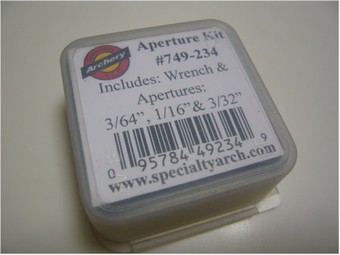 Archery
Aperture Kit
#749-234
Includes: Wrench &
Apertures:
3/64”, 1/16”& 3/32”
0 95784 49234 9
www.specialtyarch.com